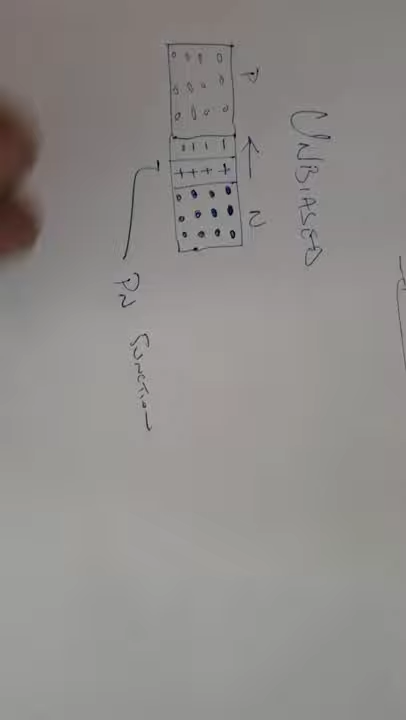 UNBIASED
P N
- - - -
+ + + +
PN JUNCTION